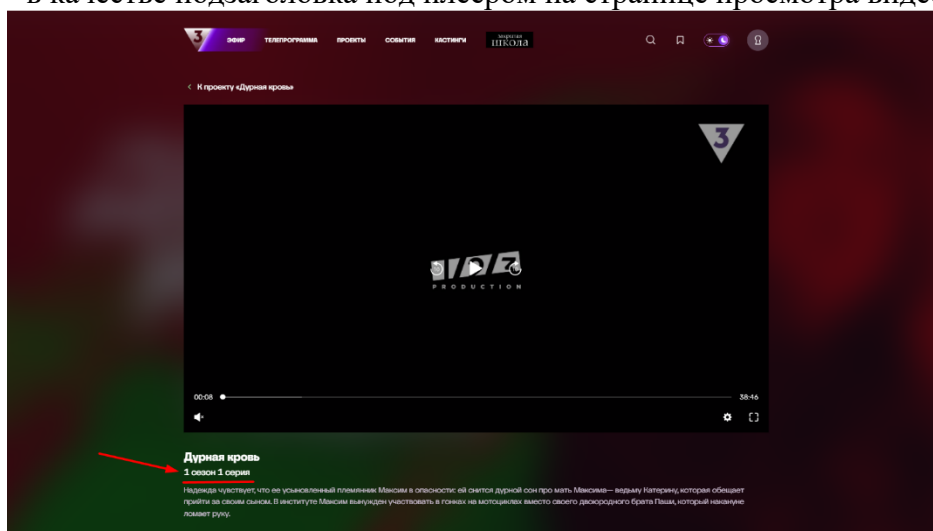 в качестве подзаголовка под плеером на странице просмотра видео
3 ЭФИР ТЕЛЕПРОГРАММА ПРОЕКТЫ СОБЫТИЯ КАСТИНГИ школа
К проекту «Дурная кровь»
3
PRODUCTION
00:08 38:46
Дурная кровь
1 сезон 1 серия
Надежда чувствует, что ее усыновленный племянник Максим в опасности: ей снится дурной сон про мать Максима— ведьму Катерину, которая обещает
прийти за своим сыном. В институте Максим вынужден участвовать в гонках на мотоциклах вместо своего двоюродного брата Паши, который накануне
ломает руку.